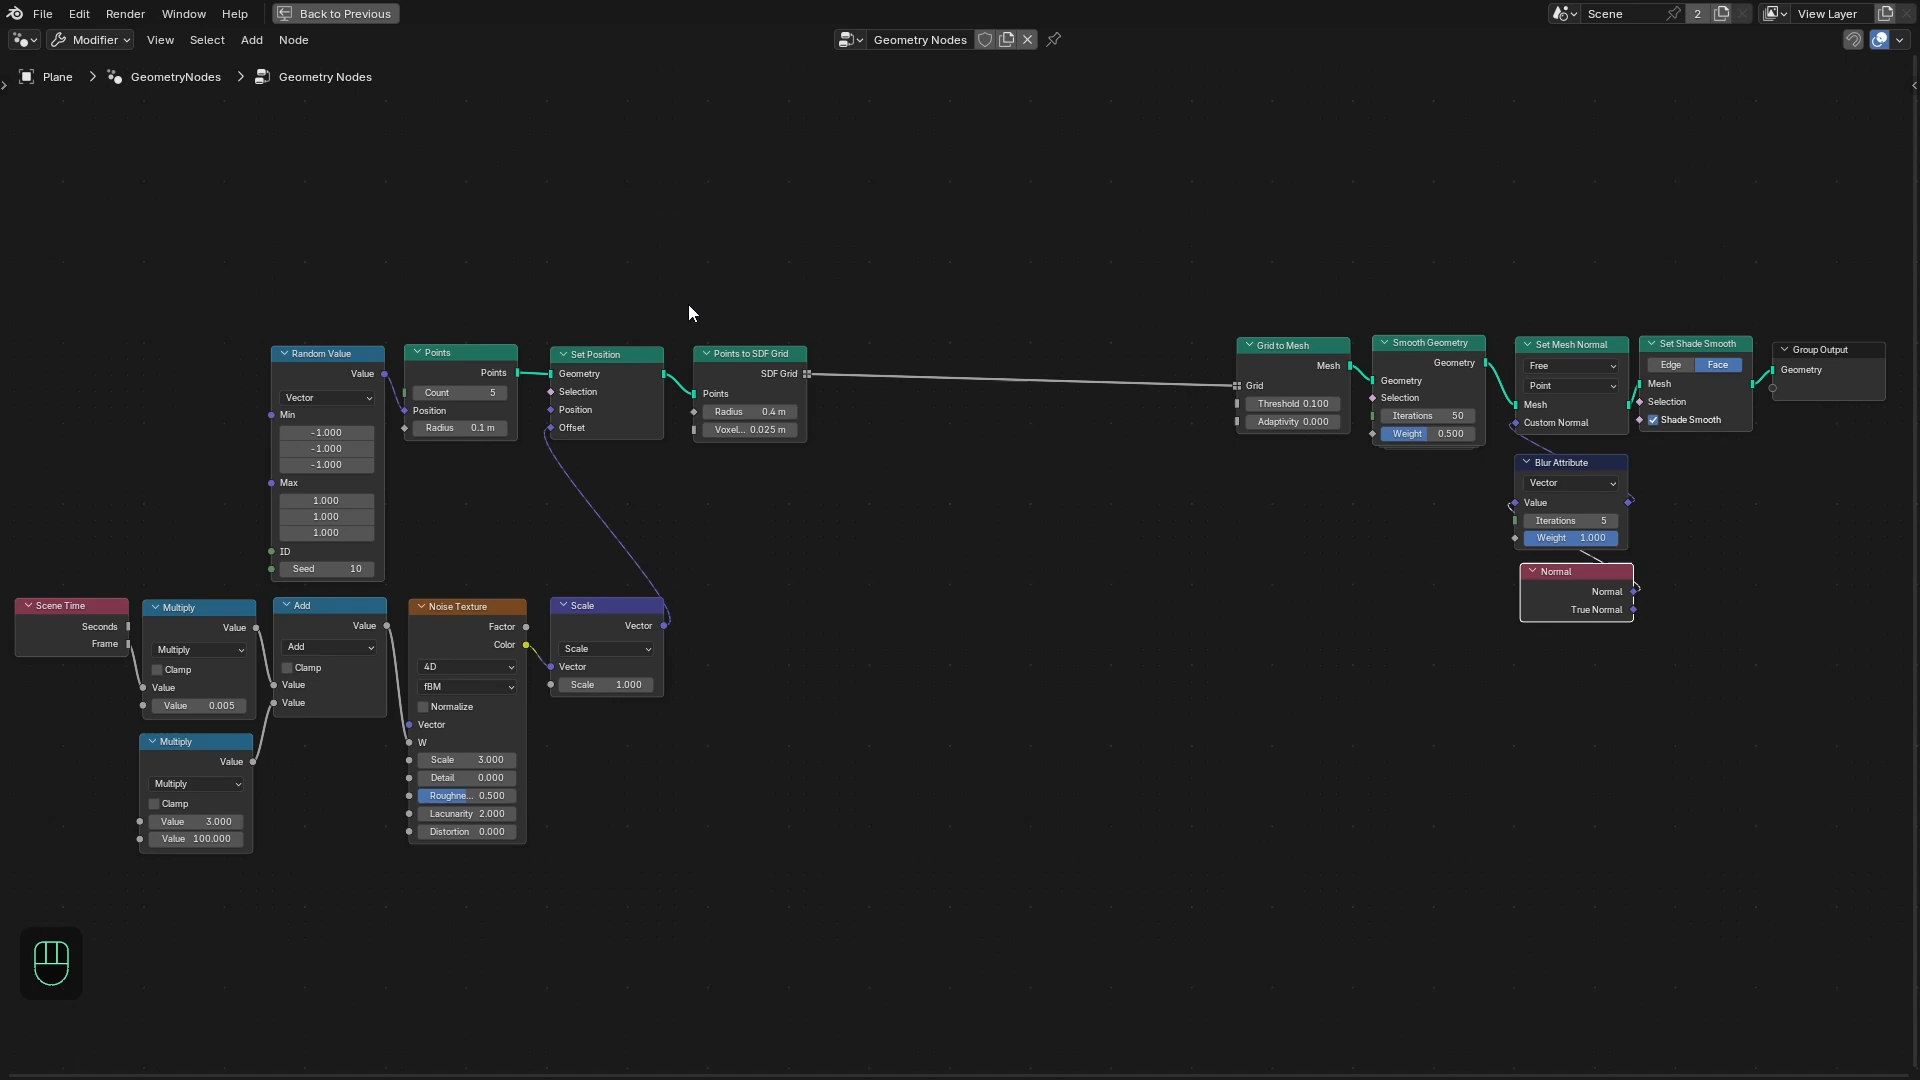 File Edit Render Window Help Back to Previous Scene 2 View Layer
Modifier View Select Add Node Geometry Nodes
Plane > GeometryNodes > Geometry Nodes
Random Value
Value
Vector
Min
-1.000
-1.000
-1.000
Max
1.000
1.000
1.000
ID
Seed 10
Points
Points
Count 5
Position
Radius 0.1 m
Set Position
Geometry
Selection
Position
Offset
Points to SDF Grid
SDF Grid
Points
Radius 0.4 m
Voxel... 0.025 m
Grid to Mesh
Mesh
Grid
Threshold 0.100
Adaptivity 0.000
Smooth Geometry
Geometry
Geometry
Selection
Iterations 50
Weight 0.500
Set Mesh Normal
Free
Point
Mesh
Custom Normal
Set Shade Smooth
Edge Face
Mesh
Selection
Shade Smooth
Group Output
Geometry
Blur Attribute
Vector
Value
Iterations 5
Weight 1.000
Normal
Normal
True Normal
Scene Time
Seconds
Frame
Multiply
Value
Multiply
Clamp
Value
Value 0.005
Add
Value
Add
Clamp
Value
Value
Noise Texture
Factor
Color
4D
fBM
Normalize
Vector
W
Scale 3.000
Detail 0.000
Roughne... 0.500
Lacunarity 2.000
Distortion 0.000
Scale
Vector
Scale
Vector
Scale 1.000
Multiply
Value
Multiply
Clamp
Value 3.000
Value 100.000